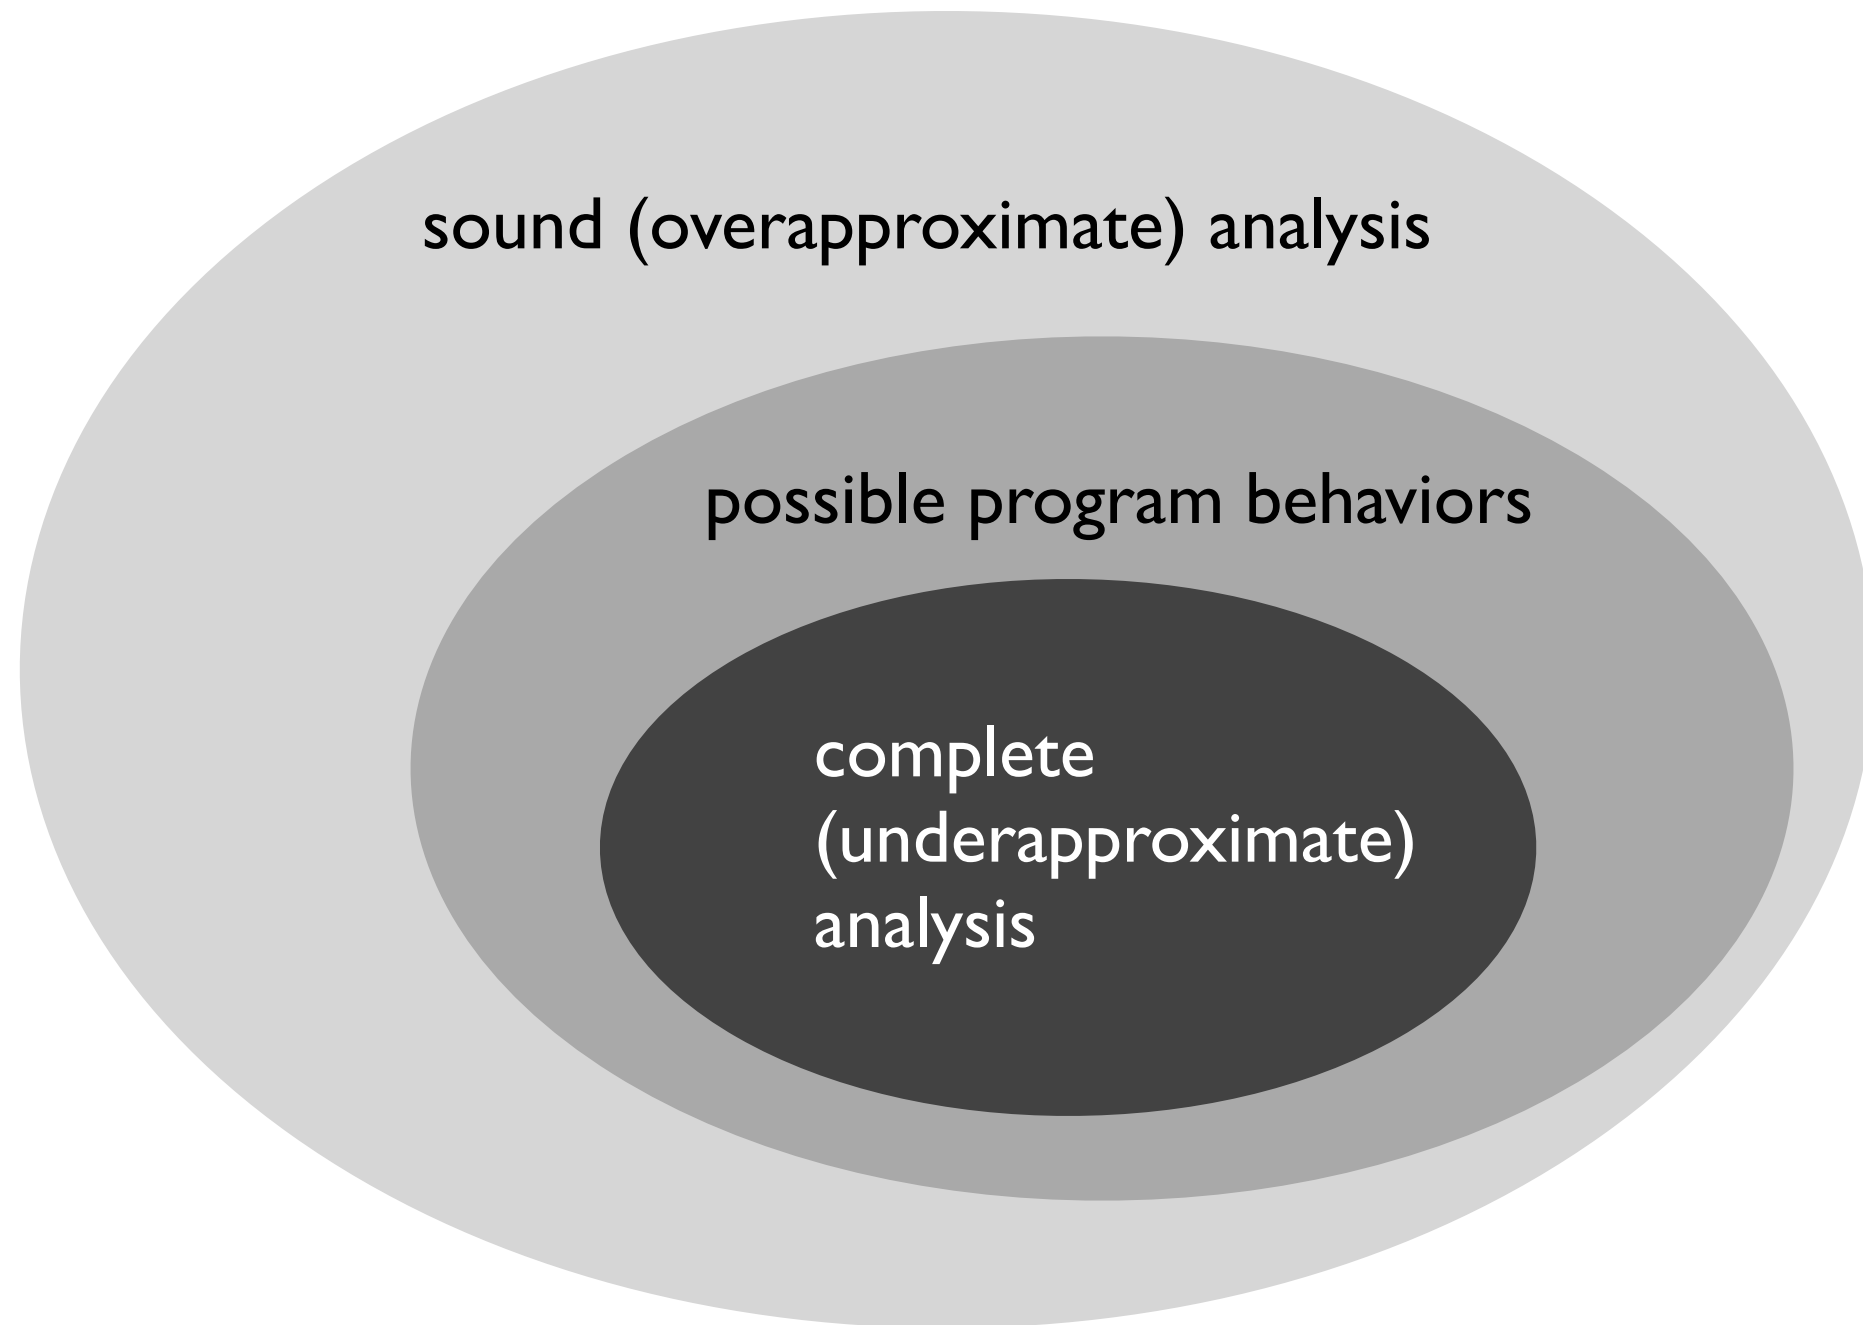 sound (overapproximate) analysis
possible program behaviors
complete
(underapproximate)
analysis